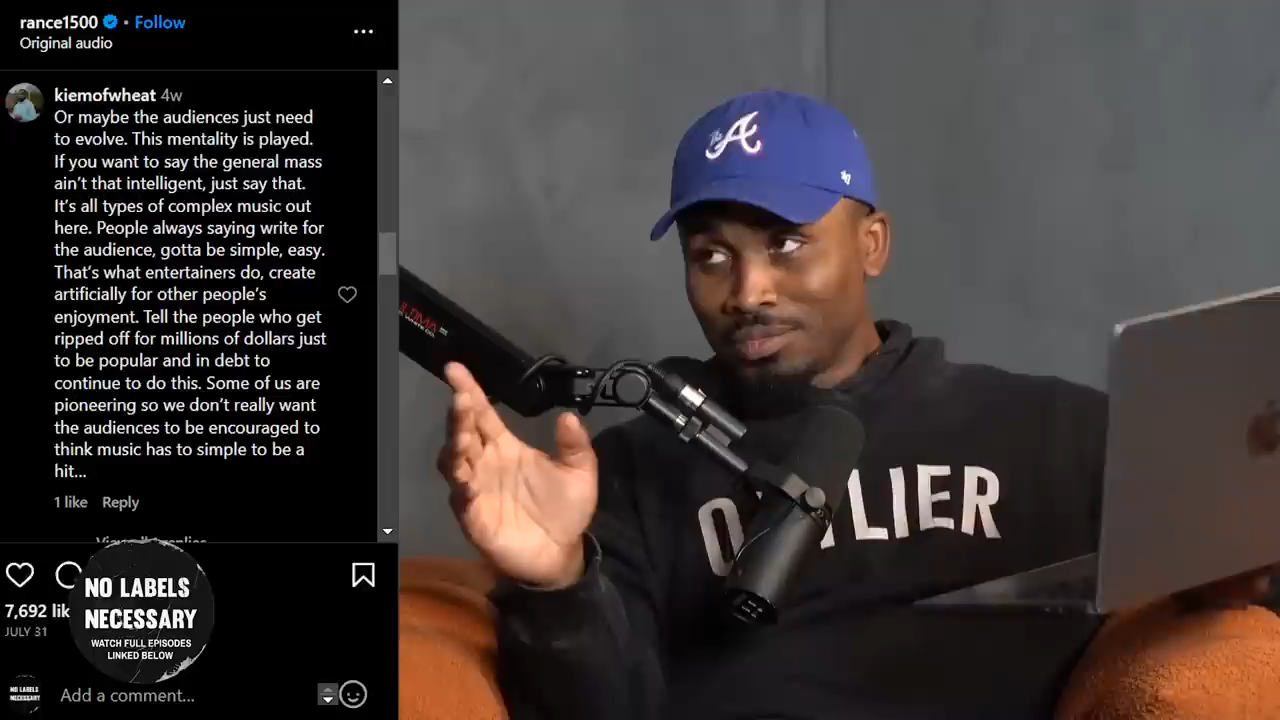 rance1500 • Follow
Original audio
kiemofwheat 4w
Or maybe the audiences just need
to evolve. This mentality is played.
If you want to say the general mass
ain't that intelligent, just say that.
It's all types of complex music out
here. People always saying write for
the audience, gotta be simple, easy.
That's what entertainers do, create
artificially for other people's
enjoyment. Tell the people who get
ripped off for millions of dollars just
to be popular and in debt to
continue to do this. Some of us are
pioneering so we don't really want
the audiences to be encouraged to
think music has to simple to be a
hit...
1 like Reply
7,692 lik
JULY 31
NO LABELS
NECESSARY
WATCH FULL EPISODES
LINKED BELOW
NO LABELS
NECESSARY
Add a comment...
The A
'47
O LIER